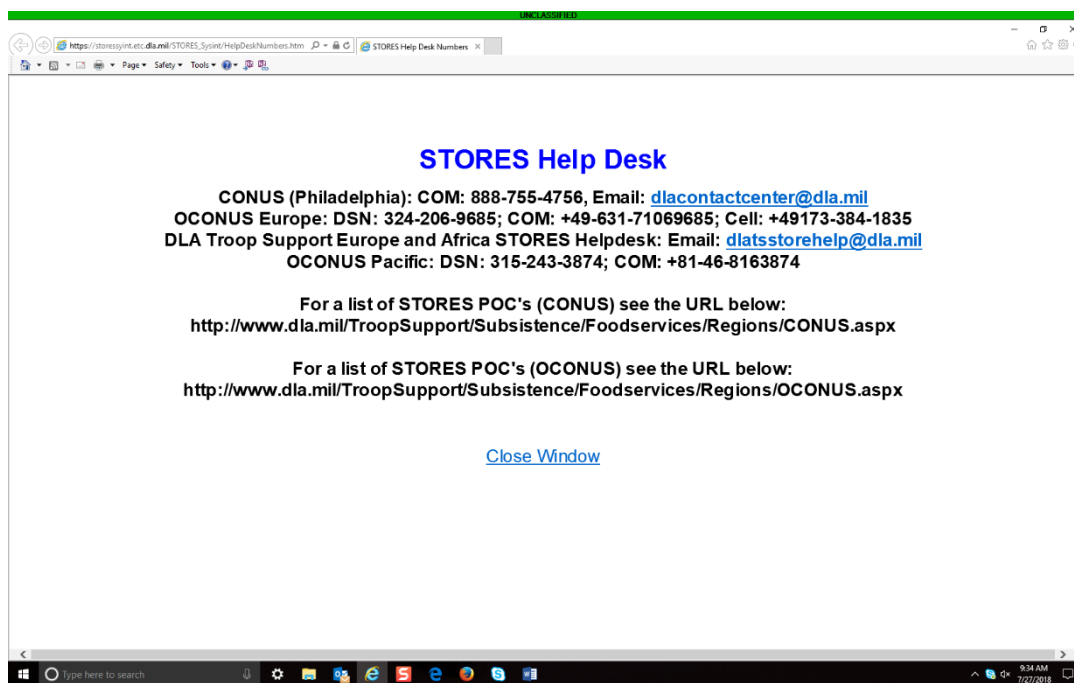 UNCLASSIFIED
https://storessyint.etc.dla.mil/STORES_Sysint/HelpDeskNumbers.htm
STORES Help Desk Numbers
Page
Safety
Tools
STORES Help Desk
CONUS (Philadelphia): COM: 888-755-4756, Email: dlacontactcenter@dla.mil
OCONUS Europe: DSN: 324-206-9685; COM: +49-631-71069685; Cell: +49173-384-1835
DLA Troop Support Europe and Africa STORES Helpdesk: Email: dlatsstorehelp@dla.mil
OCONUS Pacific: DSN: 315-243-3874; COM: +81-46-8163874
For a list of STORES POC's (CONUS) see the URL below:
http://www.dla.mil/TroopSupport/Subsistence/Foodservices/Regions/CONUS.aspx
For a list of STORES POC's (OCONUS) see the URL below:
http://www.dla.mil/TroopSupport/Subsistence/Foodservices/Regions/OCONUS.aspx
Close Window
Type here to search
9:34 AM
7/27/2018